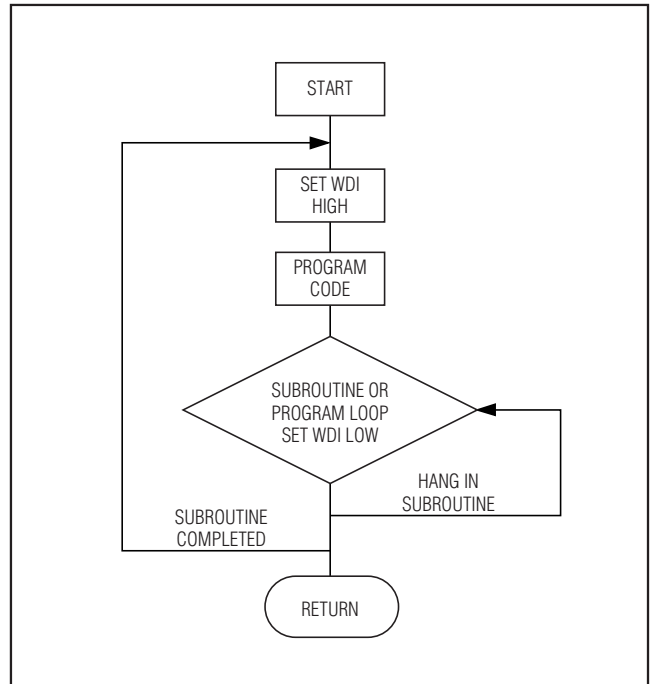 START
SET WDI
HIGH
PROGRAM
CODE
SUBROUTINE OR
PROGRAM LOOP
SET WDI LOW
HANG IN
SUBROUTINE
SUBROUTINE
COMPLETED
RETURN